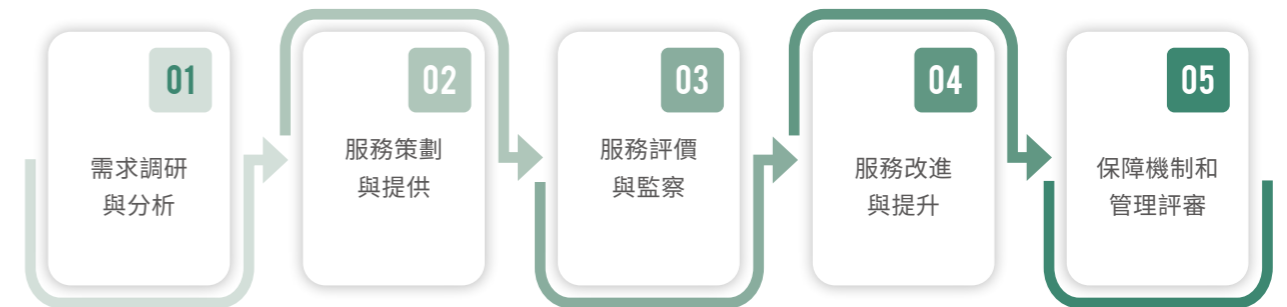 01
需求調研
與分析
02
服務策劃
與提供
03
服務評價
與監察
04
服務改進
與提升
05
保障機制和
管理評審